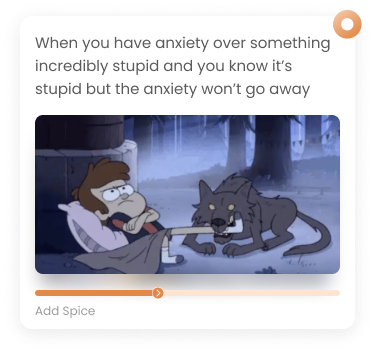 When you have anxiety over something
incredibly stupid and you know it’s
stupid but the anxiety won’t go away
Add Spice